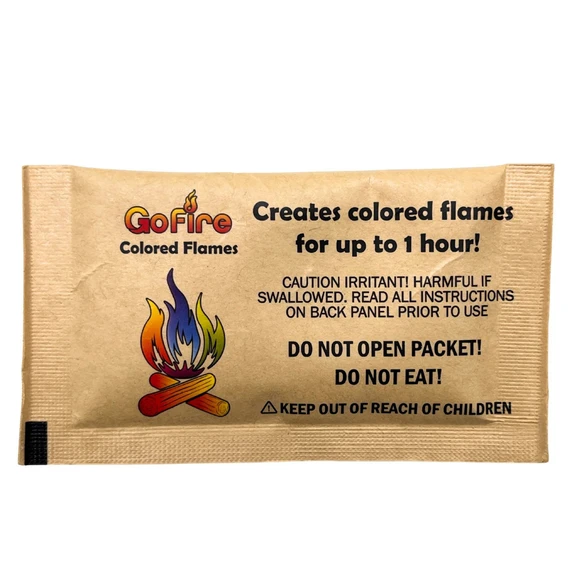 GoFire
Colored Flames
Creates colored flames
for up to 1 hour!
CAUTION IRRITANT! HARMFUL IF
SWALLOWED. READ ALL INSTRUCTIONS
ON BACK PANEL PRIOR TO USE
DO NOT OPEN PACKET!
DO NOT EAT!
⚠ KEEP OUT OF REACH OF CHILDREN